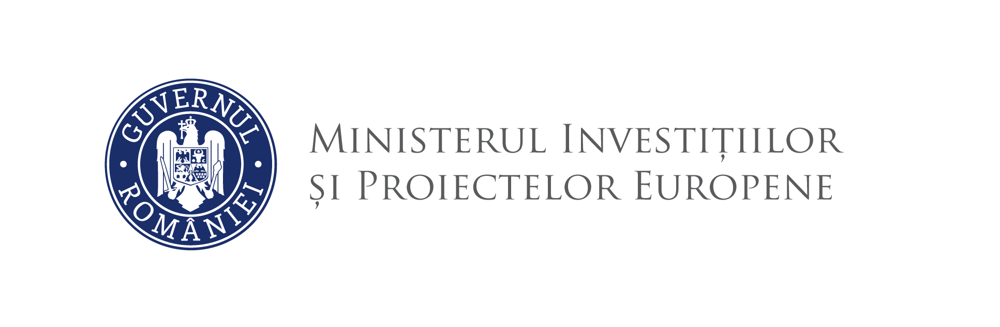 GUVERNUL
ROMÂNIEI
MINISTERUL INVESTIȚIILOR
ȘI PROIECTELOR EUROPENE